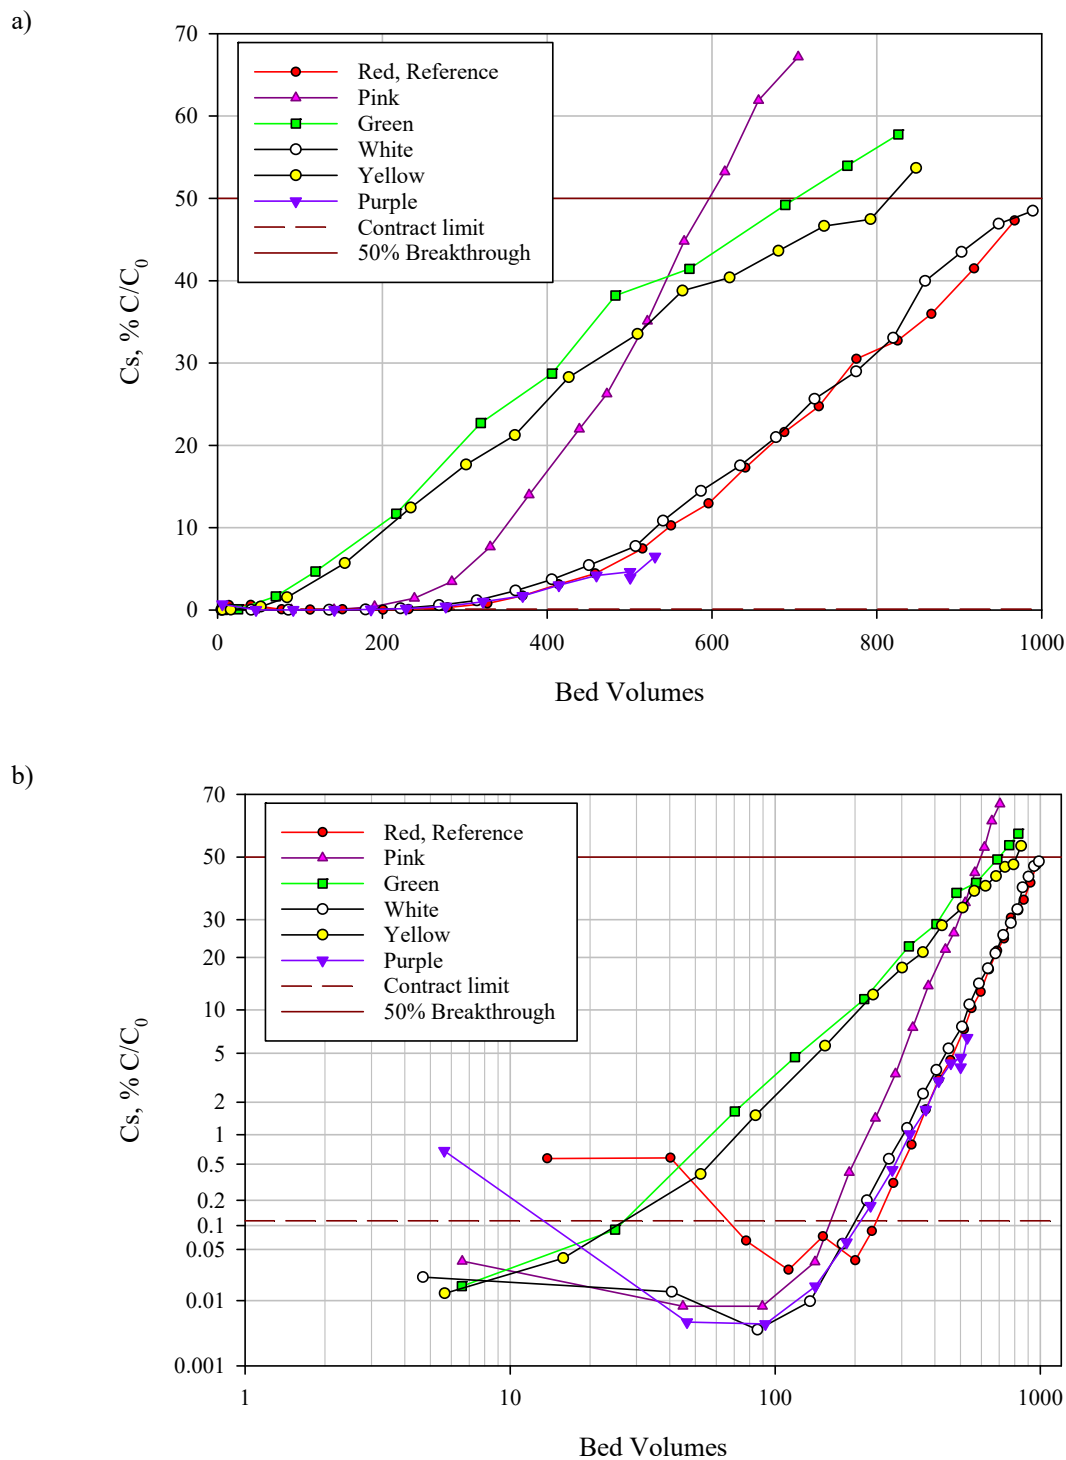 a)
70
60
50
40
30
20
10
0
Cs, % C/C0
Red, Reference
Pink
Green
White
Yellow
Purple
Contract limit
50% Breakthrough
0 200 400 600 800 1000
Bed Volumes
b)
70
50
30
20
10
5
2
1
0.5
0.2
0.1
0.05
0.01
0.001
Cs, % C/C0
Red, Reference
Pink
Green
White
Yellow
Purple
Contract limit
50% Breakthrough
1 10 100 1000
Bed Volumes